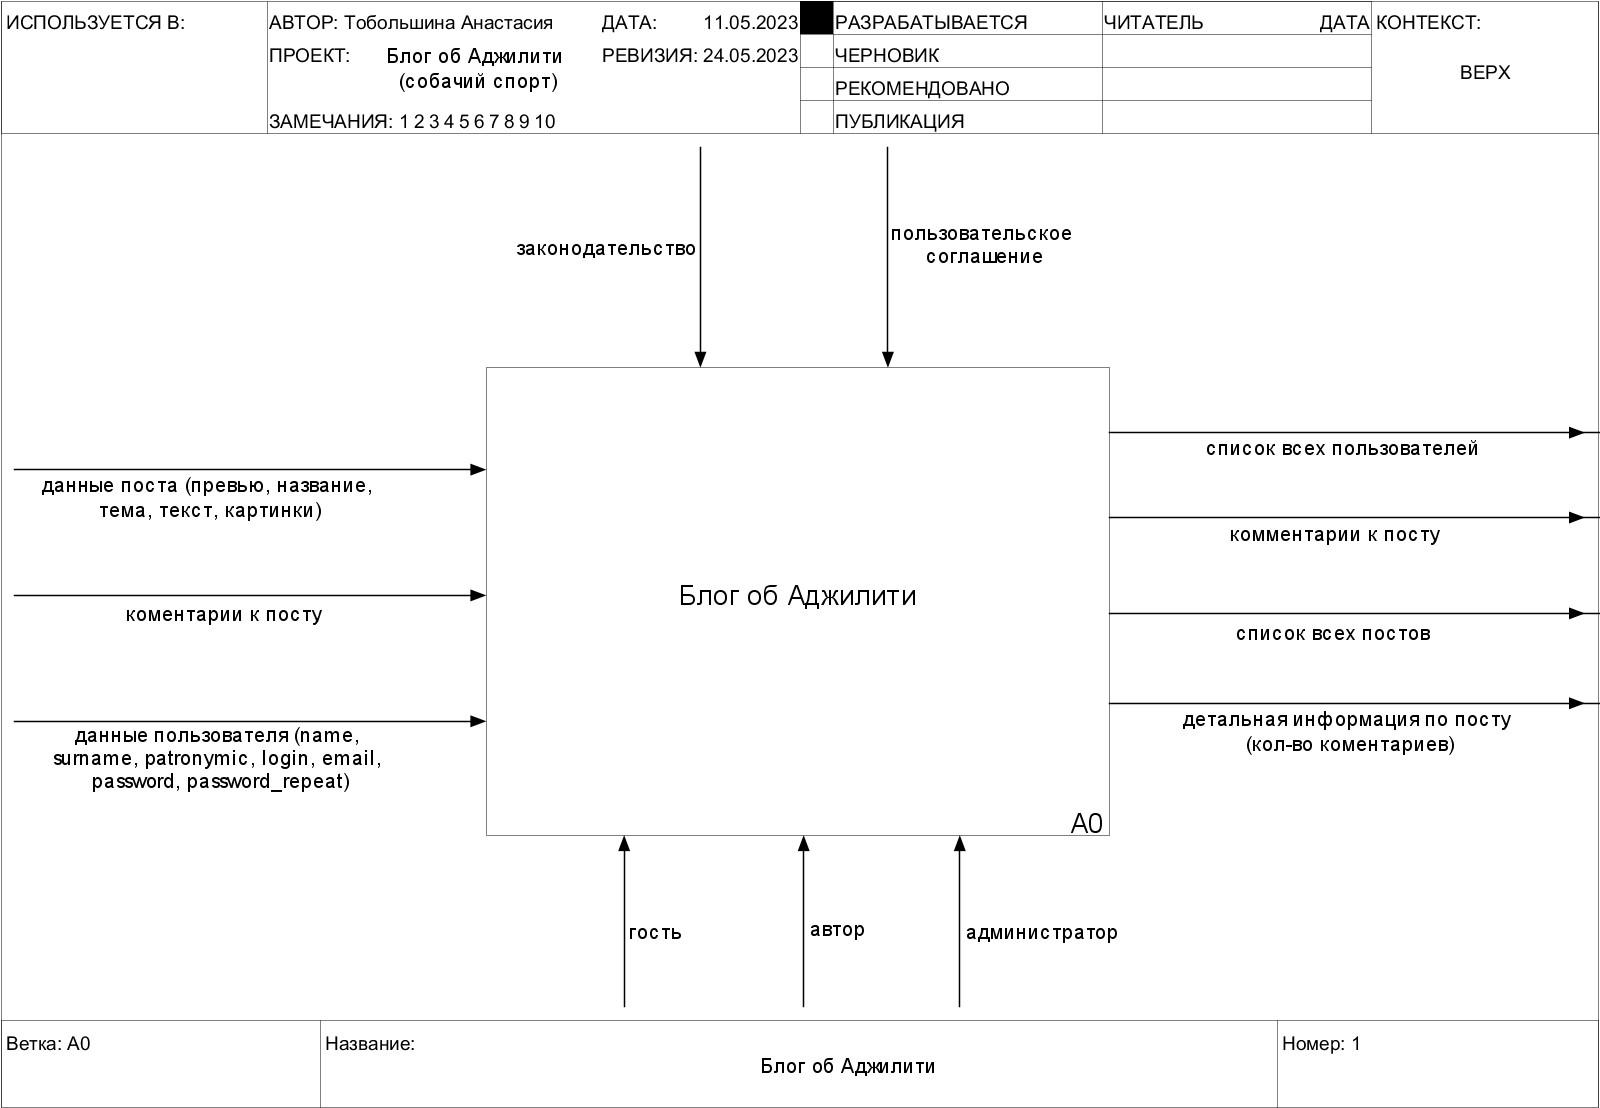 ИСПОЛЬЗУЕТСЯ В:
АВТОР: Тобольшина Анастасия
ДАТА: 11.05.2023
ПРОЕКТ: Блог об Аджилити
(собачий спорт)
РЕВИЗИЯ: 24.05.2023
ЗАМЕЧАНИЯ: 1 2 3 4 5 6 7 8 9 10
РАЗРАБАТЫВАЕТСЯ
ЧЕРНОВИК
РЕКОМЕНДОВАНО
ПУБЛИКАЦИЯ
ЧИТАТЕЛЬ
ДАТА
КОНТЕКСТ:
ВЕРХ
законодательство
пользовательское
соглашение
данные поста (превью, название,
тема, текст, картинки)
коментарии к посту
данные пользователя (name,
surname, patronymic, login, email,
password, password_repeat)
Блог об Аджилити
A0
список всех пользователей
комментарии к посту
список всех постов
детальная информация по посту
(кол-во коментариев)
гость
автор
администратор
Ветка: A0
Название:
Блог об Аджилити
Номер: 1